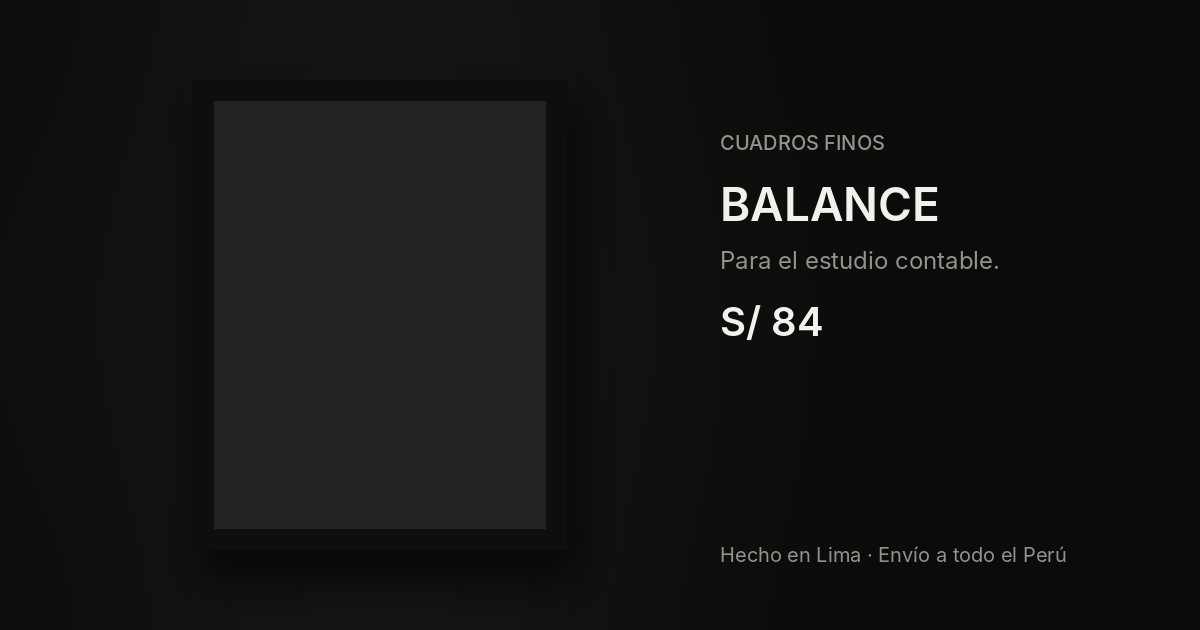 CUADROS FINOS
BALANCE
Para el estudio contable.
S/ 84
Hecho en Lima · Envío a todo el Perú